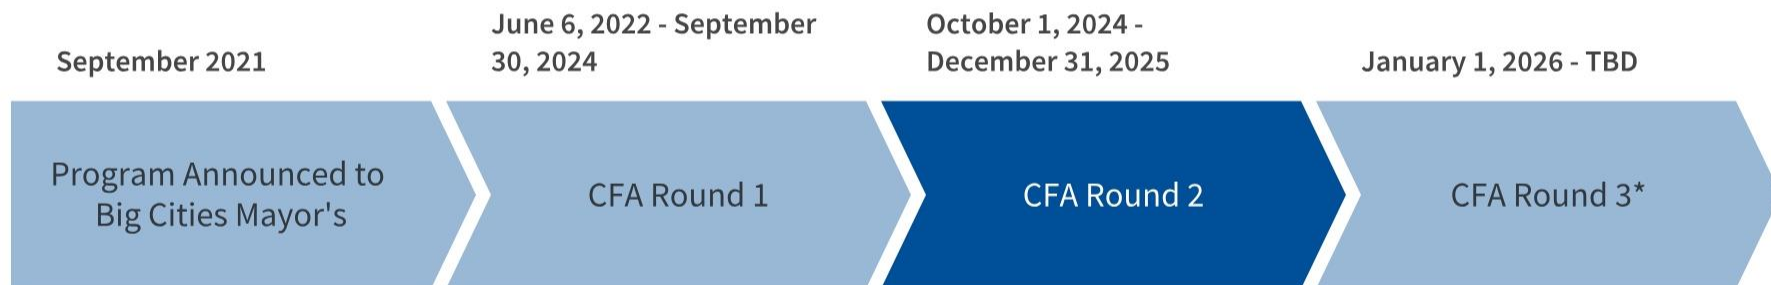 September 2021
June 6, 2022 - September
30, 2024
October 1, 2024 -
December 31, 2025
January 1, 2026 - TBD
Program Announced to
Big Cities Mayor's
CFA Round 1
CFA Round 2
CFA Round 3*